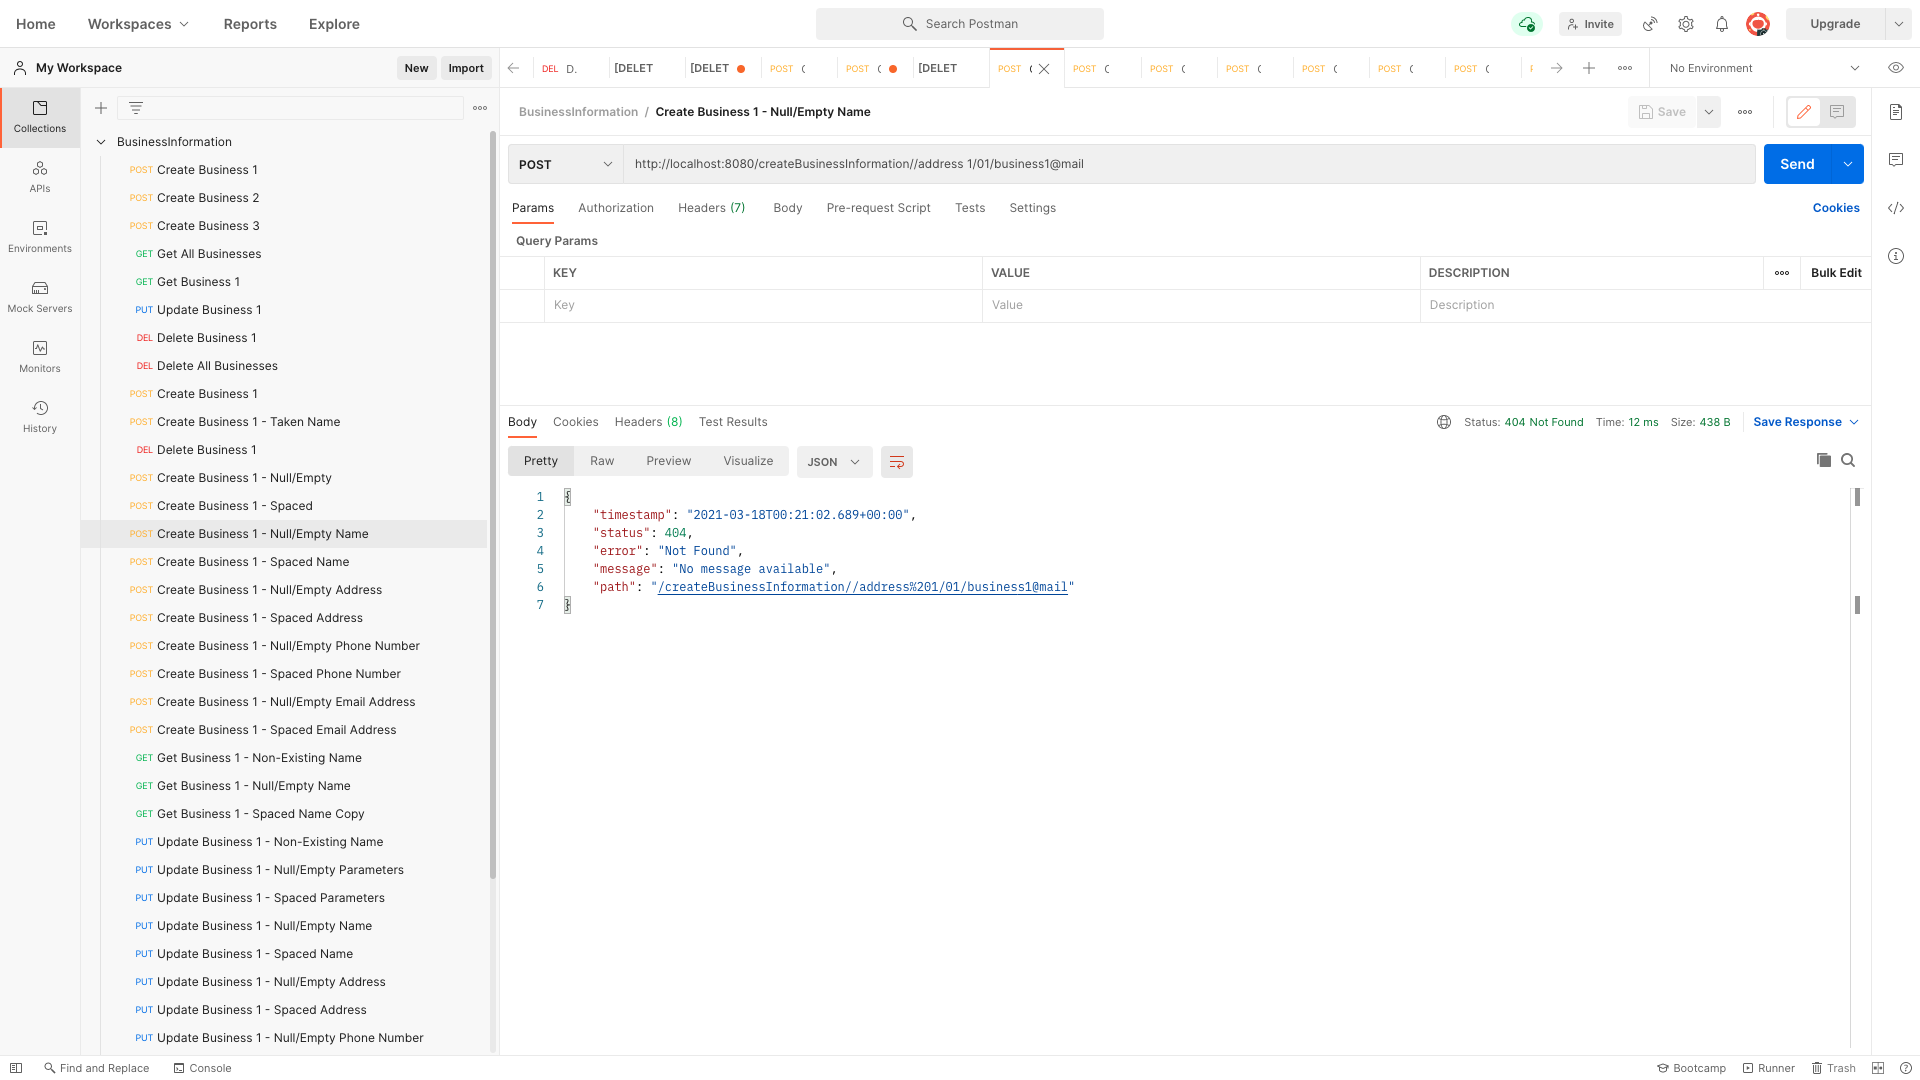 Home Workspaces Reports Explore Search Postman Invite Upgrade
My Workspace New Import DEL D. [DELET [DELET POST POST [DELET POST POST POST POST POST POST POST No Environment
Collections
APIs
Environments
Mock Servers
Monitors
History
BusinessInformation
POST Create Business 1
POST Create Business 2
POST Create Business 3
GET Get All Businesses
GET Get Business 1
PUT Update Business 1
DEL Delete Business 1
DEL Delete All Businesses
POST Create Business 1
POST Create Business 1 - Taken Name
DEL Delete Business 1
POST Create Business 1 - Null/Empty
POST Create Business 1 - Spaced
POST Create Business 1 - Null/Empty Name
POST Create Business 1 - Spaced Name
POST Create Business 1 - Null/Empty Address
POST Create Business 1 - Spaced Address
POST Create Business 1 - Null/Empty Phone Number
POST Create Business 1 - Spaced Phone Number
POST Create Business 1 - Null/Empty Email Address
POST Create Business 1 - Spaced Email Address
GET Get Business 1 - Non-Existing Name
GET Get Business 1 - Null/Empty Name
GET Get Business 1 - Spaced Name Copy
PUT Update Business 1 - Non-Existing Name
PUT Update Business 1 - Null/Empty Parameters
PUT Update Business 1 - Spaced Parameters
PUT Update Business 1 - Null/Empty Name
PUT Update Business 1 - Spaced Name
PUT Update Business 1 - Null/Empty Address
PUT Update Business 1 - Spaced Address
PUT Update Business 1 - Null/Empty Phone Number
BusinessInformation / Create Business 1 - Null/Empty Name Save
POST http://localhost:8080/createBusinessInformation//address 1/01/business1@mail Send
Params Authorization Headers (7) Body Pre-request Script Tests Settings Cookies
Query Params
KEY VALUE DESCRIPTION Bulk Edit
Key Value Description
Body Cookies Headers (8) Test Results Status: 404 Not Found Time: 12 ms Size: 438 B Save Response
Pretty Raw Preview Visualize JSON
1 {
2 "timestamp": "2021-03-18T00:21:02.689+00:00",
3 "status": 404,
4 "error": "Not Found",
5 "message": "No message available",
6 "path": "/createBusinessInformation//address%201/01/business1@mail"
7 }
Find and Replace Console Bootcamp Runner Trash